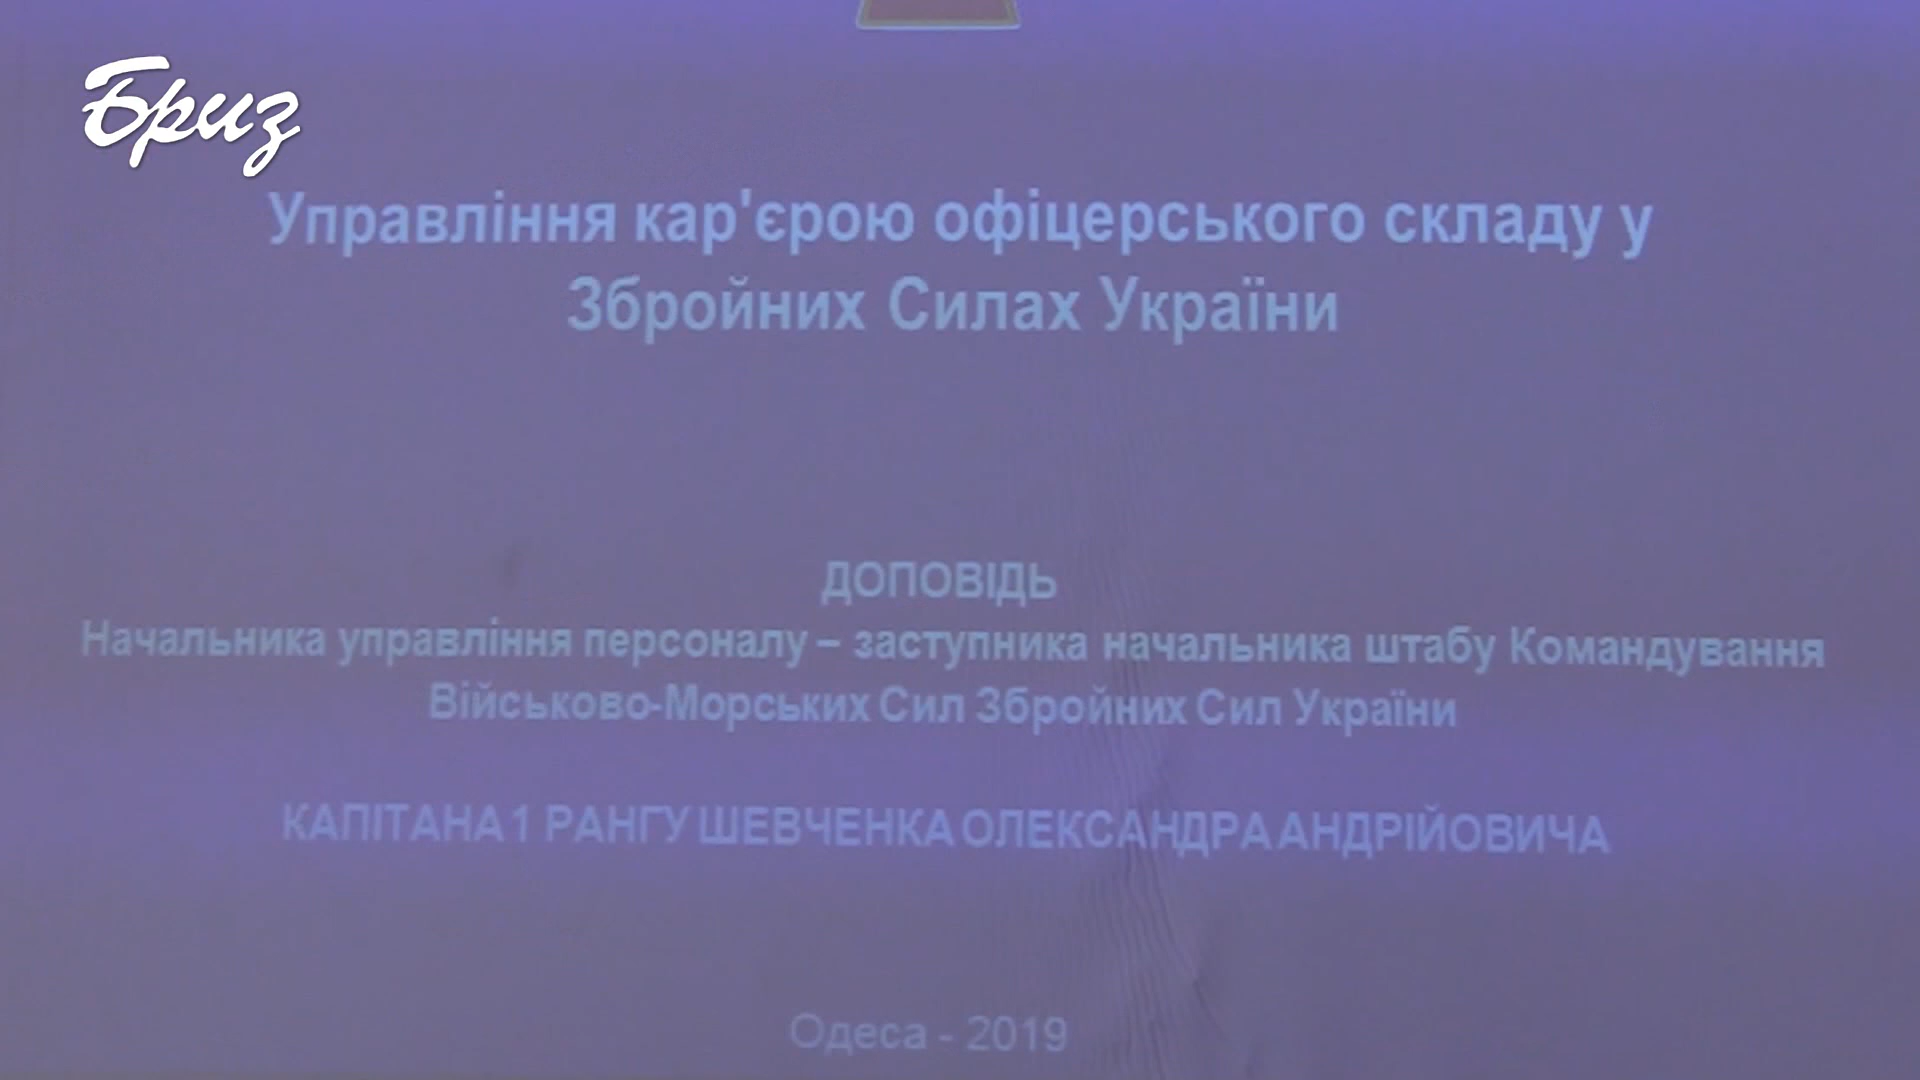 Бриз
Управління кар'єрою офіцерського складу у
Збройних Силах України
ДОПОВІДЬ
Начальника управління персоналу – заступника начальника штабу Командування
Військово-Морських Сил Збройних Сил України
КАПІТАНА 1 РАНГУ ШЕВЧЕНКА ОЛЕКСАНДРА АНДРІЙОВИЧА
Одеса - 2019